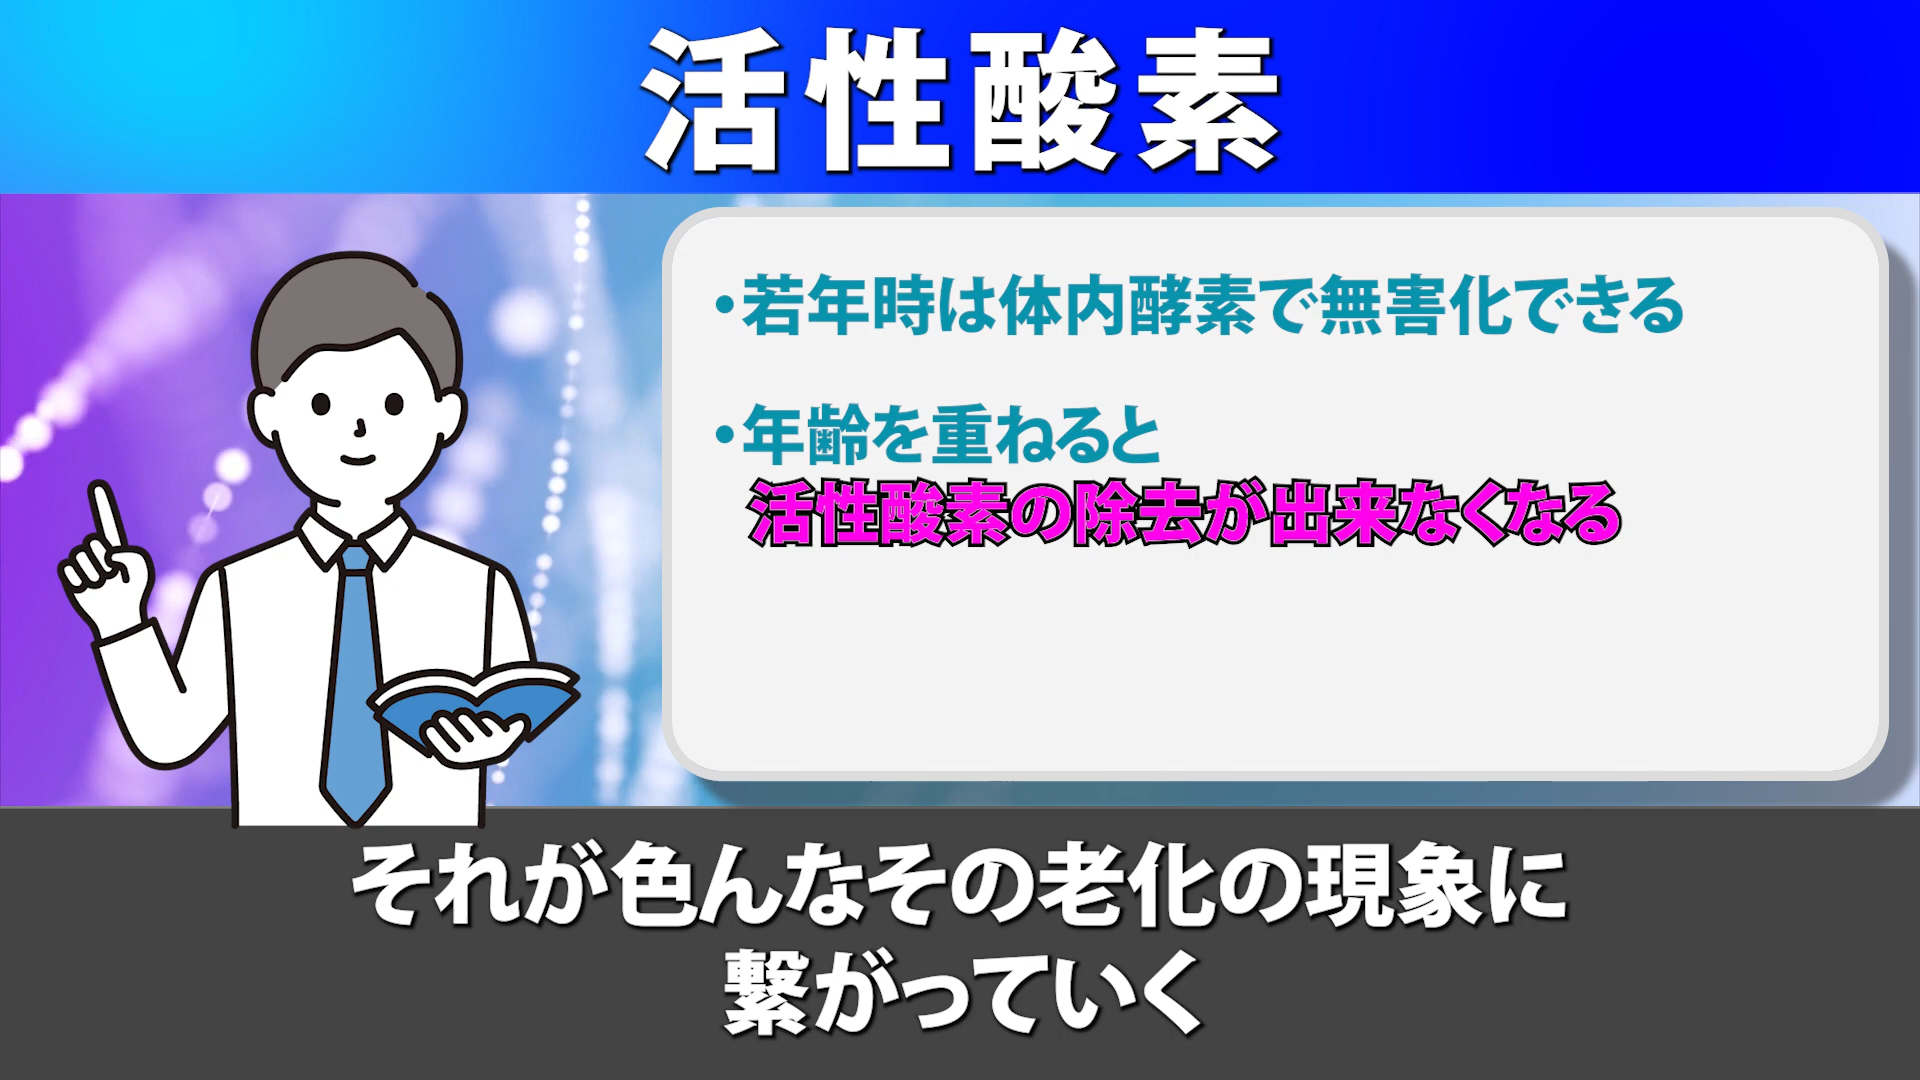 活性酸素
・若年時は体内酵素で無害化できる
・年齢を重ねると
活性酸素の除去が出来なくなる
それが色んなその老化の現象に
繋がっていく